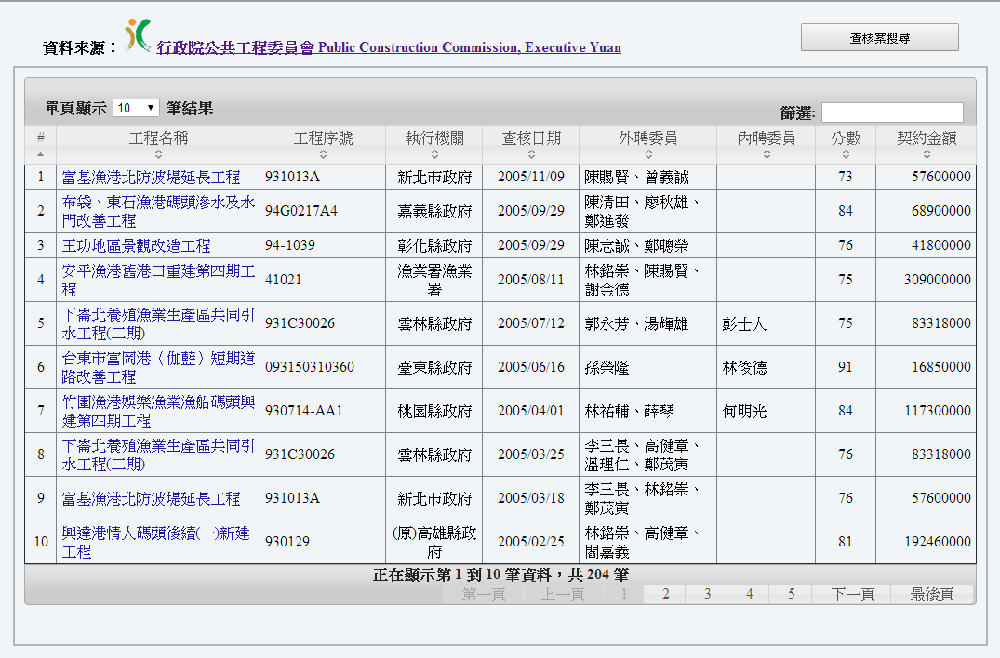 資料來源： 行政院公共工程委員會 Public Construction Commission, Executive Yuan
查核案搜尋
單頁顯示 10 筆結果
篩選:
# 工程名稱 工程序號 執行機關 查核日期 外聘委員 內聘委員 分數 契約金額
1 富基漁港北防波堤延長工程 931013A 新北市政府 2005/11/09 陳賜賢、曾義誠 73 57600000
2 布袋、東石漁港碼頭滲水及水門改善工程 94G0217A4 嘉義縣政府 2005/09/29 陳清田、廖秋雄、鄭進發 84 68900000
3 王功地區景觀改造工程 94-1039 彰化縣政府 2005/09/29 陳志誠、鄭聰榮 76 41800000
4 安平漁港舊港口重建第四期工程 41021 漁業署漁業署 2005/08/11 林銘崇、陳賜賢、謝金德 75 309000000
5 下崙北養殖漁業生產區共同引水工程(二期) 931C30026 雲林縣政府 2005/07/12 郭永芳、湯輝雄 彭士人 75 83318000
6 台東市富岡港（伽藍）短期道路改善工程 093150310360 臺東縣政府 2005/06/16 孫榮隆 林俊德 91 16850000
7 竹圍漁港娛樂漁業漁船碼頭興建第四期工程 930714-AA1 桃園縣政府 2005/04/01 林祐輔、薛琴 何明光 84 117300000
8 下崙北養殖漁業生產區共同引水工程(二期) 931C30026 雲林縣政府 2005/03/25 李三畏、高健章、溫理仁、鄭茂寅 76 83318000
9 富基漁港北防波堤延長工程 931013A 新北市政府 2005/03/18 李三畏、林銘崇、鄭茂寅 76 57600000
10 興達港情人碼頭後續(一)新建工程 930129 (原)高雄縣政府 2005/02/25 林銘崇、高健章、閻嘉義 81 192460000
正在顯示第 1 到 10 筆資料，共 204 筆
第一頁 上一頁 1 2 3 4 5 下一頁 最後頁